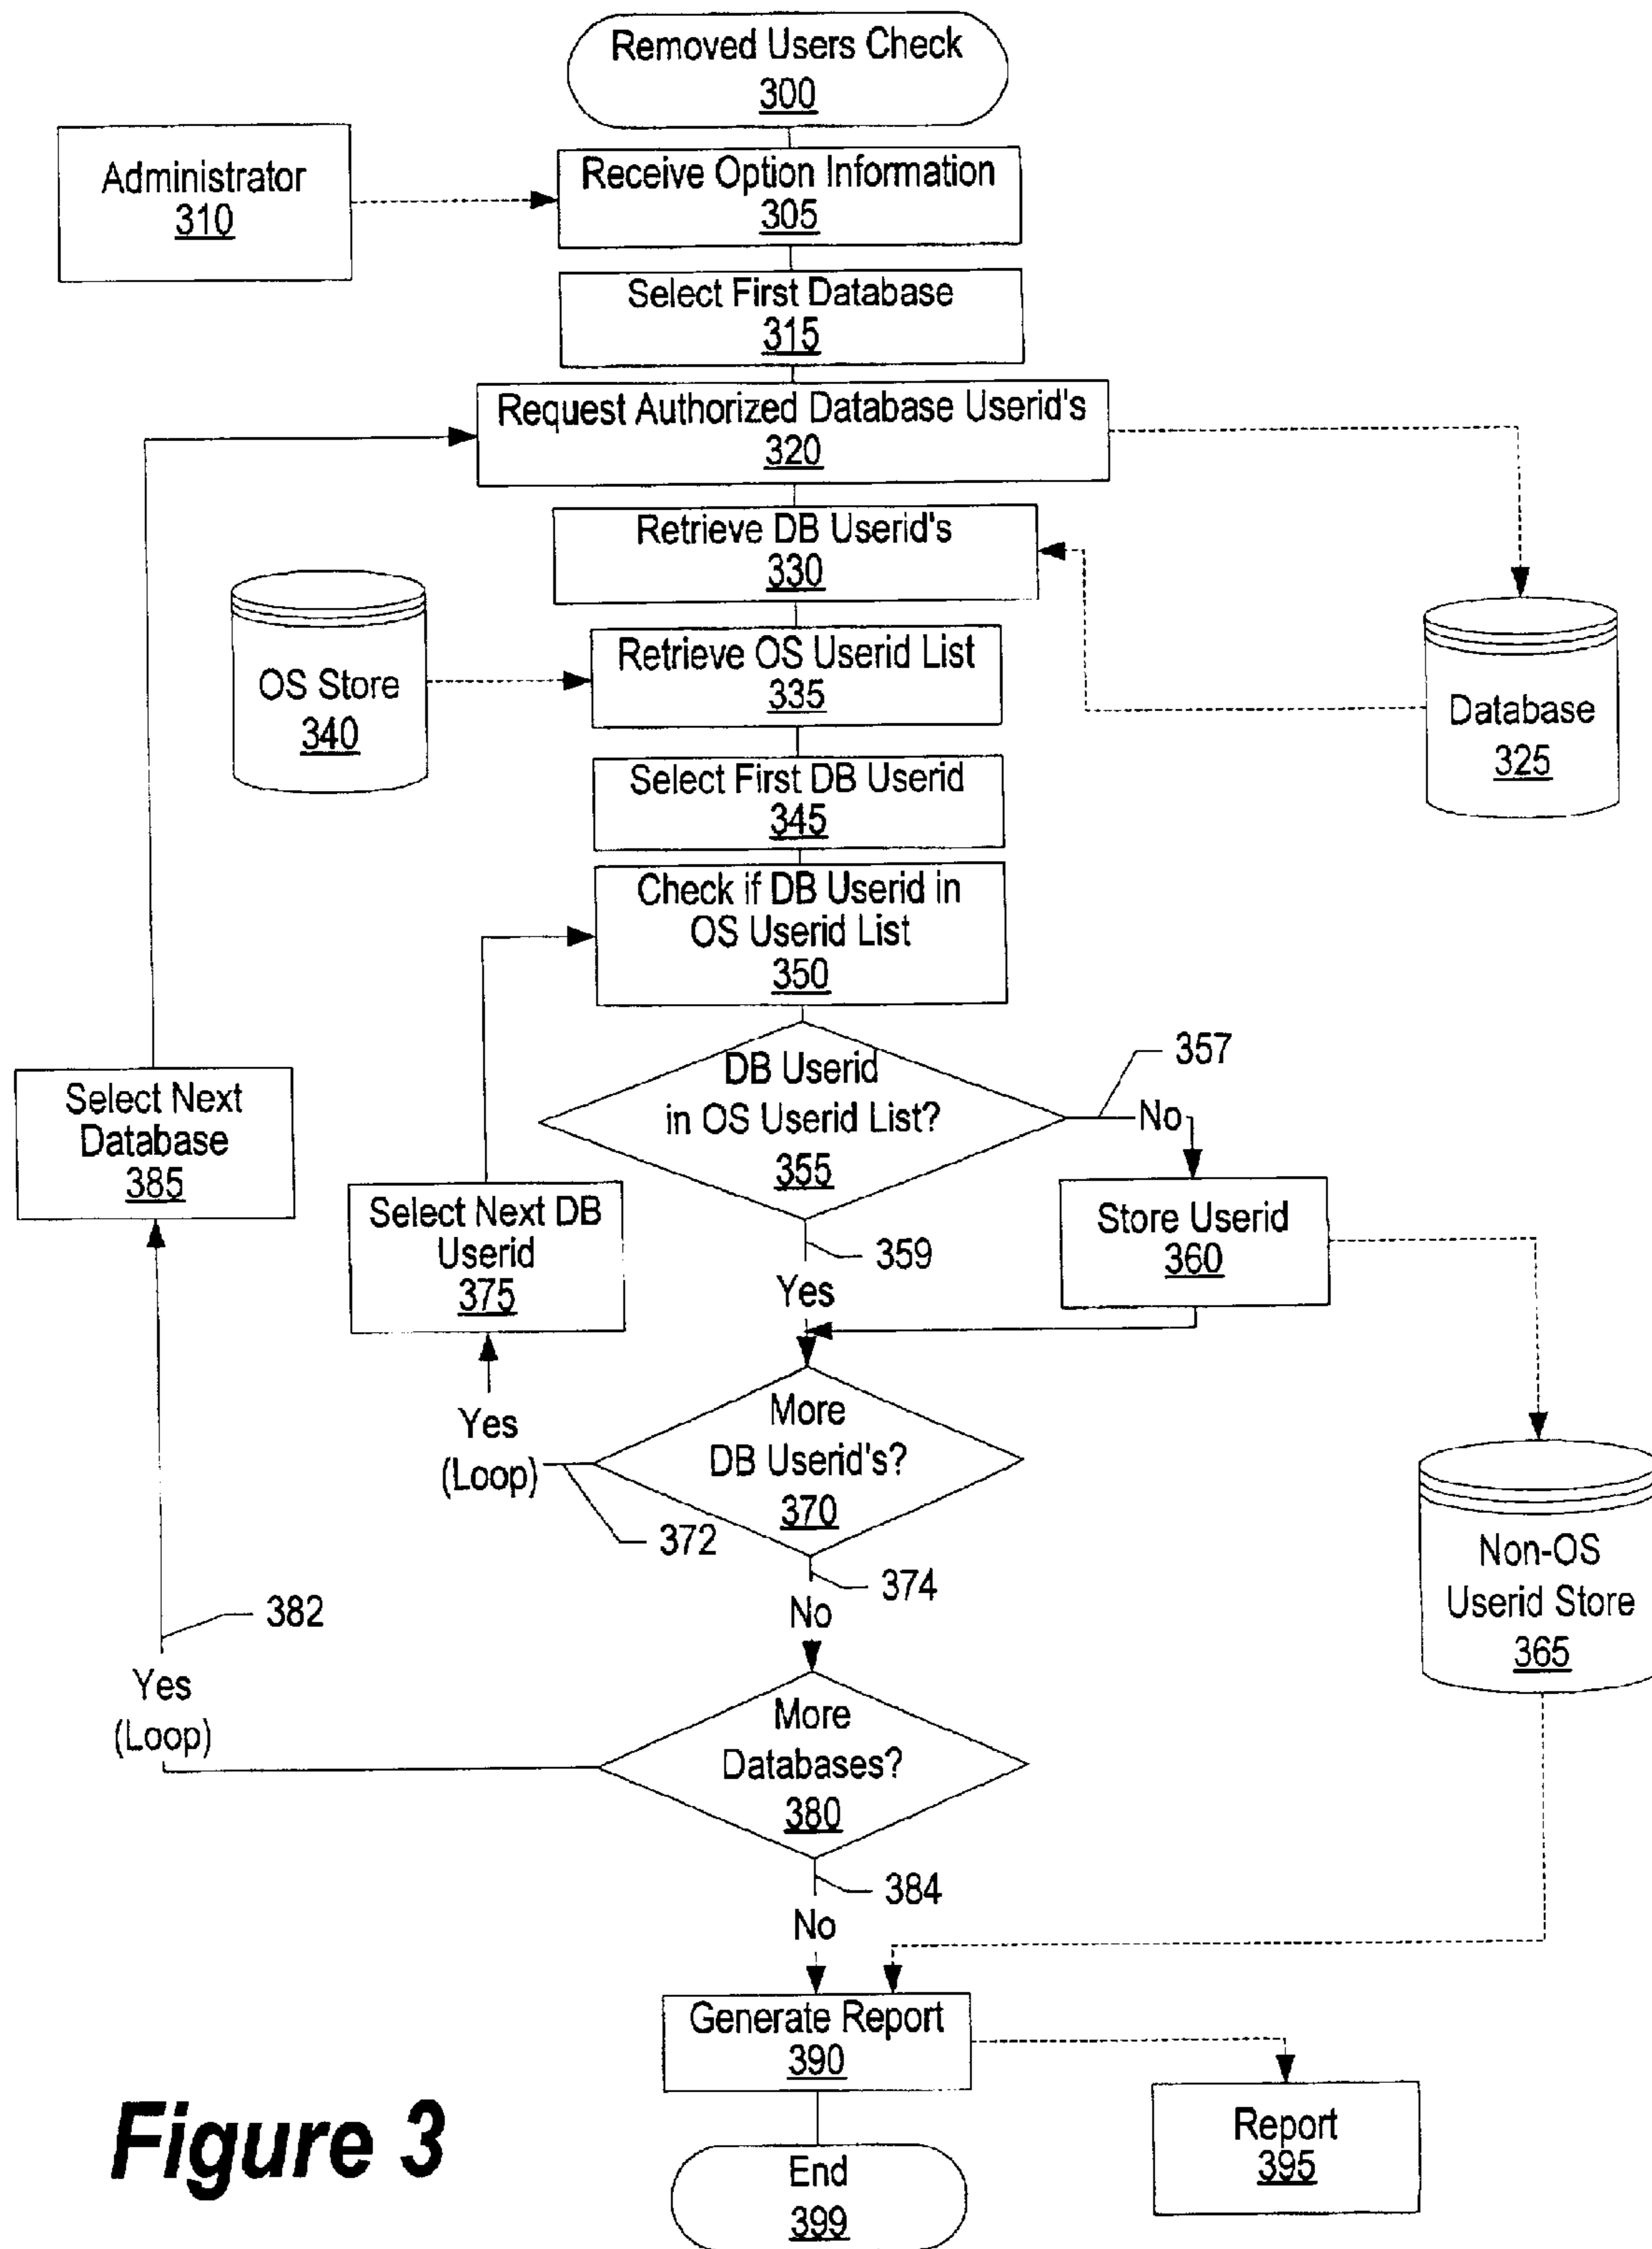 Removed Users Check
300
Administrator
310
Receive Option Information
305
Select First Database
315
Request Authorized Database Userid's
320
Retrieve DB Userid's
330
OS Store
340
Retrieve OS Userid List
335
Database
325
Select First DB Userid
345
Check if DB Userid in
OS Userid List
350
DB Userid
in OS Userid List?
355
357
No
Select Next
Database
385
Select Next DB
Userid
375
359
Yes
Store Userid
360
Yes
(Loop)
372
More
DB Userid's?
370
374
No
Non-OS
Userid Store
365
382
Yes
(Loop)
More
Databases?
380
384
No
Generate Report
390
Report
395
End
399
Figure 3